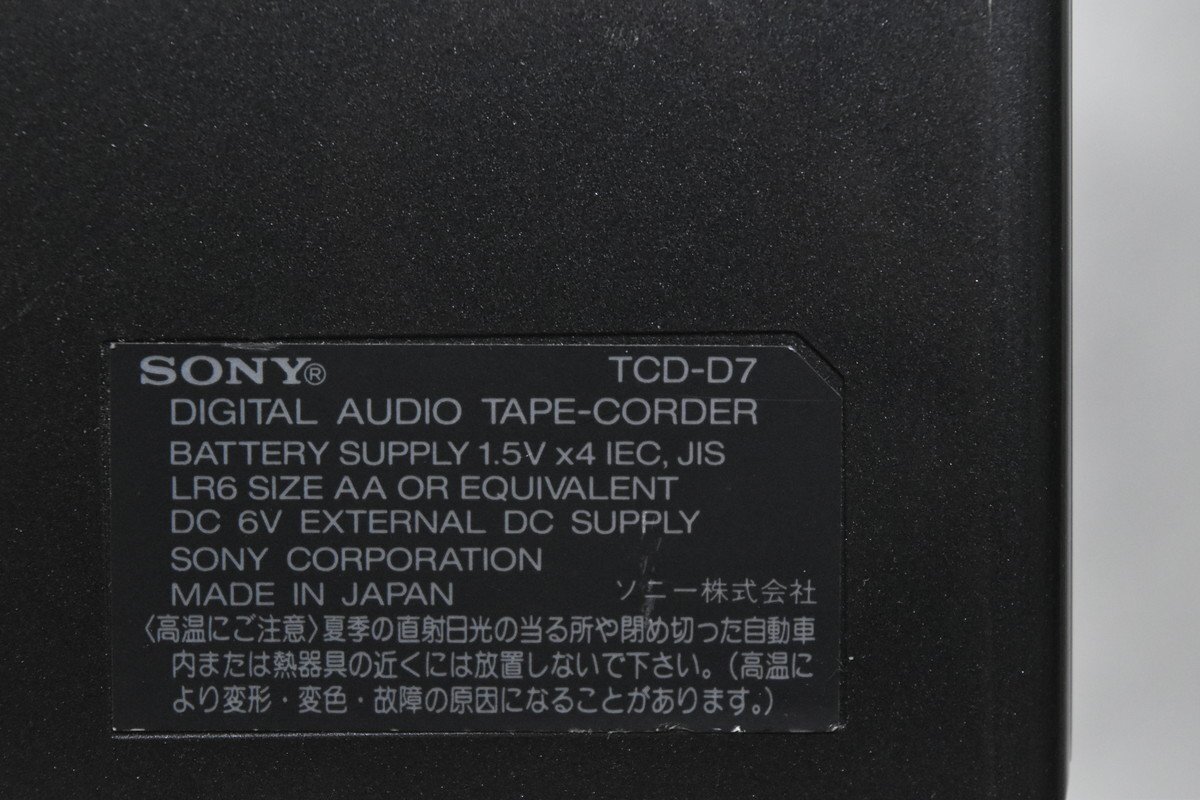 SONY® TCD-D7
DIGITAL AUDIO TAPE-CORDER
BATTERY SUPPLY 1.5V x4 IEC, JIS
LR6 SIZE AA OR EQUIVALENT
DC 6V EXTERNAL DC SUPPLY
SONY CORPORATION
MADE IN JAPAN ソニー株式会社
〈高温にご注意〉夏季の直射日光の当る所や閉め切った自動車
内または熱器具の近くには放置しないで下さい。(高温に
より変形・変色・故障の原因になることがあります。)